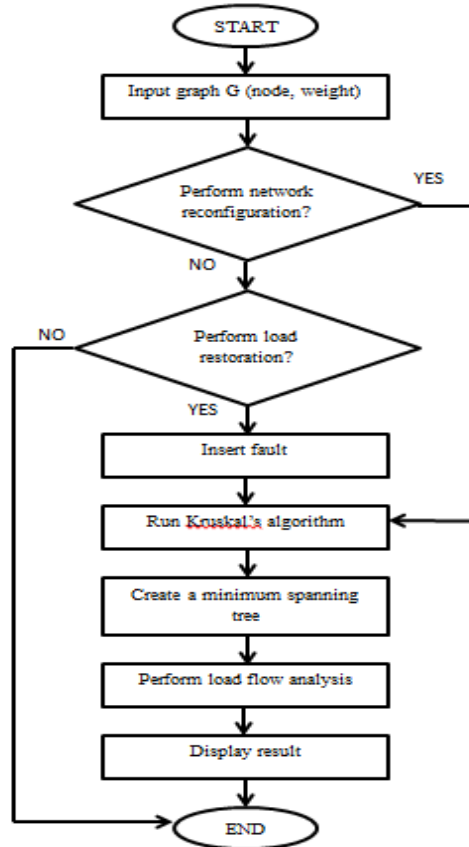 START
Input graph G (node, weight)
Perform network
reconfiguration?
YES
NO
Perform load
restoration?
NO
YES
Insert fault
Run Kruskal's algorithm
Create a minimum spanning
tree
Perform load flow analysis
Display result
END